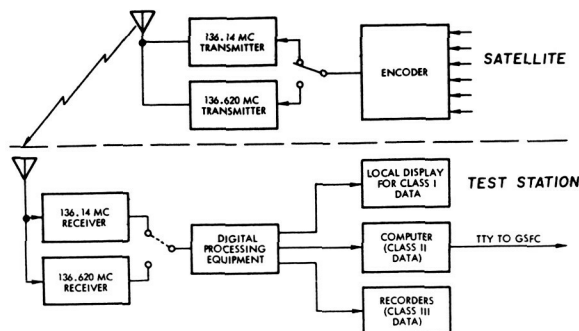 136.14 MC
TRANSMITTER
136.620 MC
TRANSMITTER
ENCODER
SATELLITE
136.14 MC
RECEIVER
136.620 MC
RECEIVER
DIGITAL
PROCESSING
EQUIPMENT
LOCAL DISPLAY
FOR CLASS I
DATA
TEST STATION
COMPUTER
(CLASS II
DATA)
TTY TO GSFC
RECORDERS
(CLASS III
DATA)